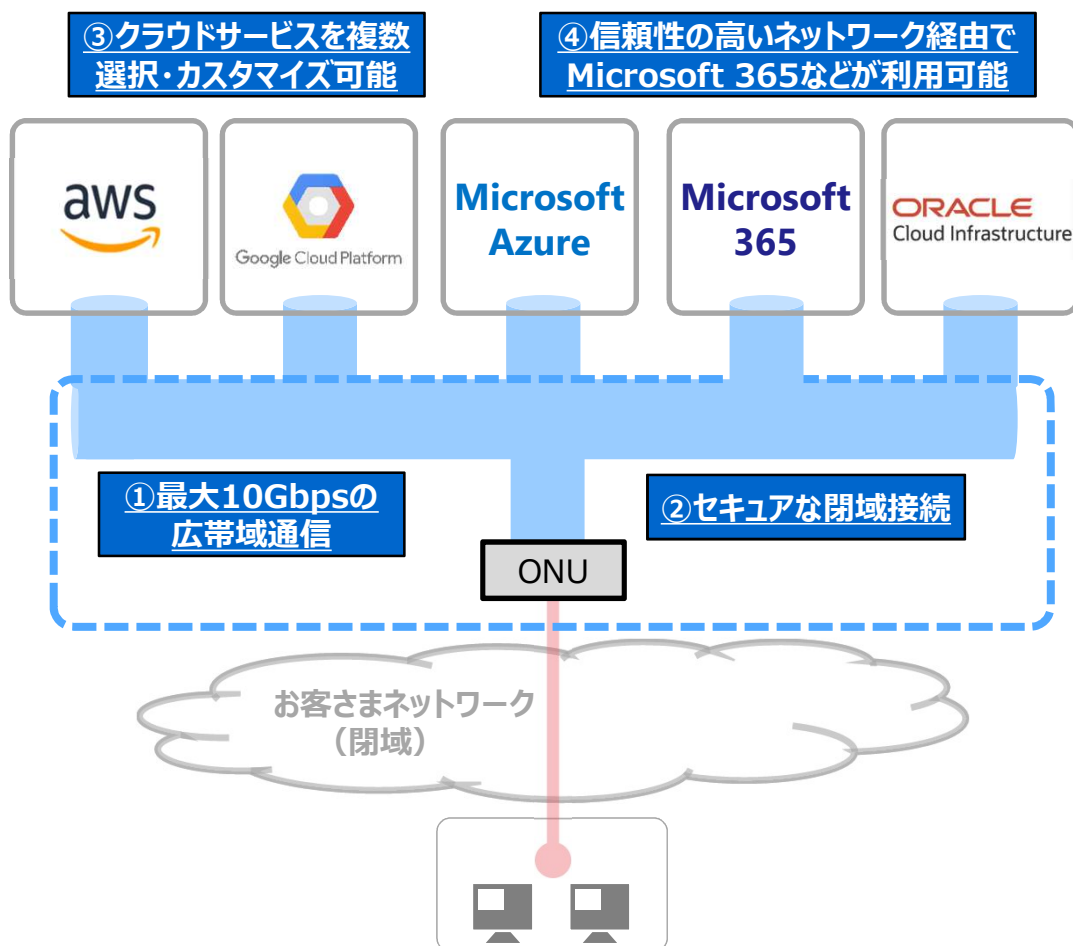 ③クラウドサービスを複数
選択・カスタマイズ可能
④信頼性の高いネットワーク経由で
Microsoft 365などが利用可能
aws
Google Cloud Platform
Microsoft
Azure
Microsoft
365
ORACLE
Cloud Infrastructure
①最大10Gbpsの
広帯域通信
②セキュアな閉域接続
ONU
お客さまネットワーク
（閉域）